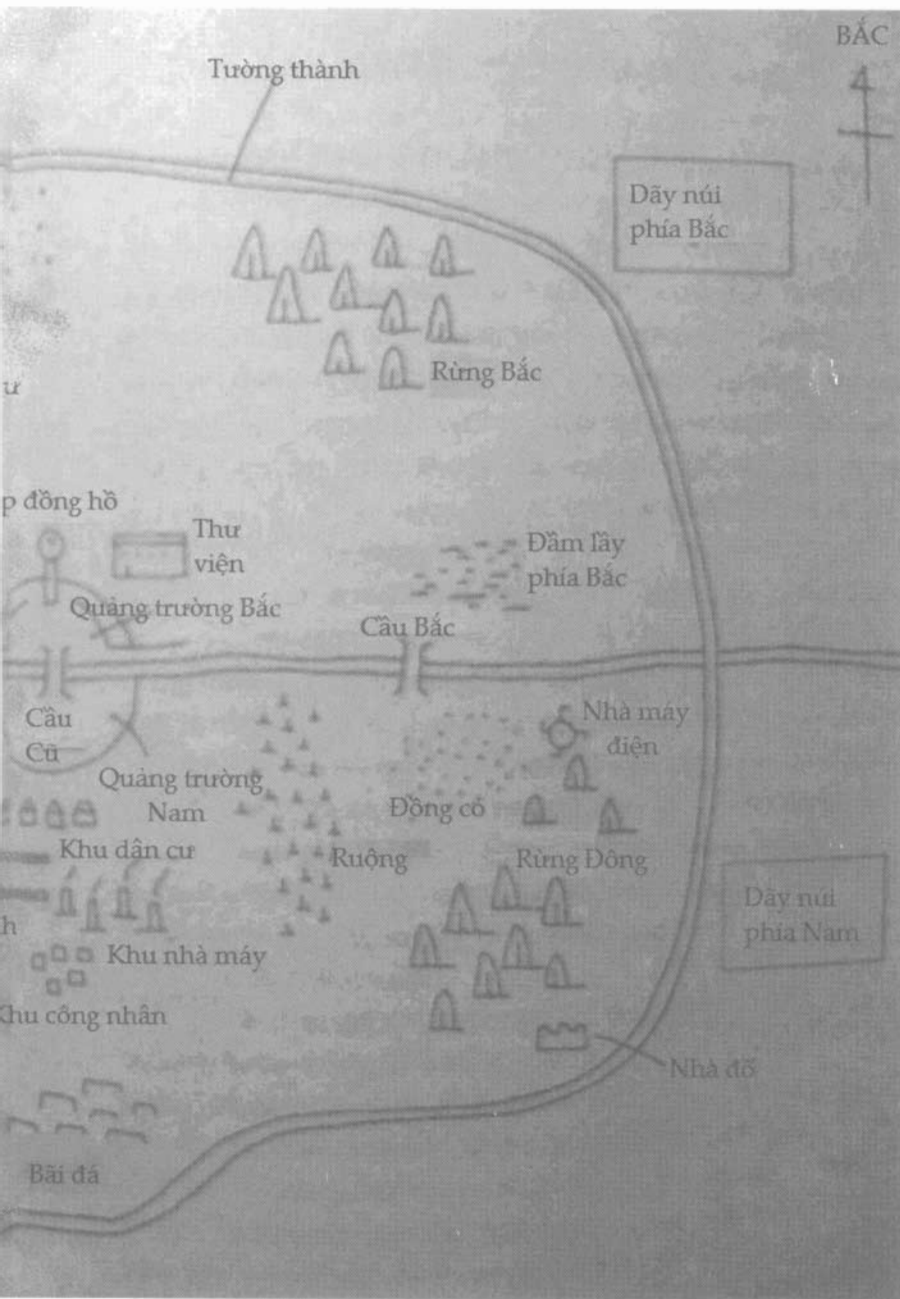 BẮC
Tường thành
Dãy núi
phía Bắc
Rừng Bắc
ư
p đồng hồ
Thư
viện
Đầm lầy
phía Bắc
Quảng trường Bắc
Cầu Bắc
Cầu
Cũ
Nhà máy
điện
Quảng trường
Nam
Đồng cỏ
Khu dân cư
Ruộng
Rừng Đông
Dãy núi
phía Nam
h
Khu nhà máy
Khu công nhân
Nhà đổ
Bãi đá